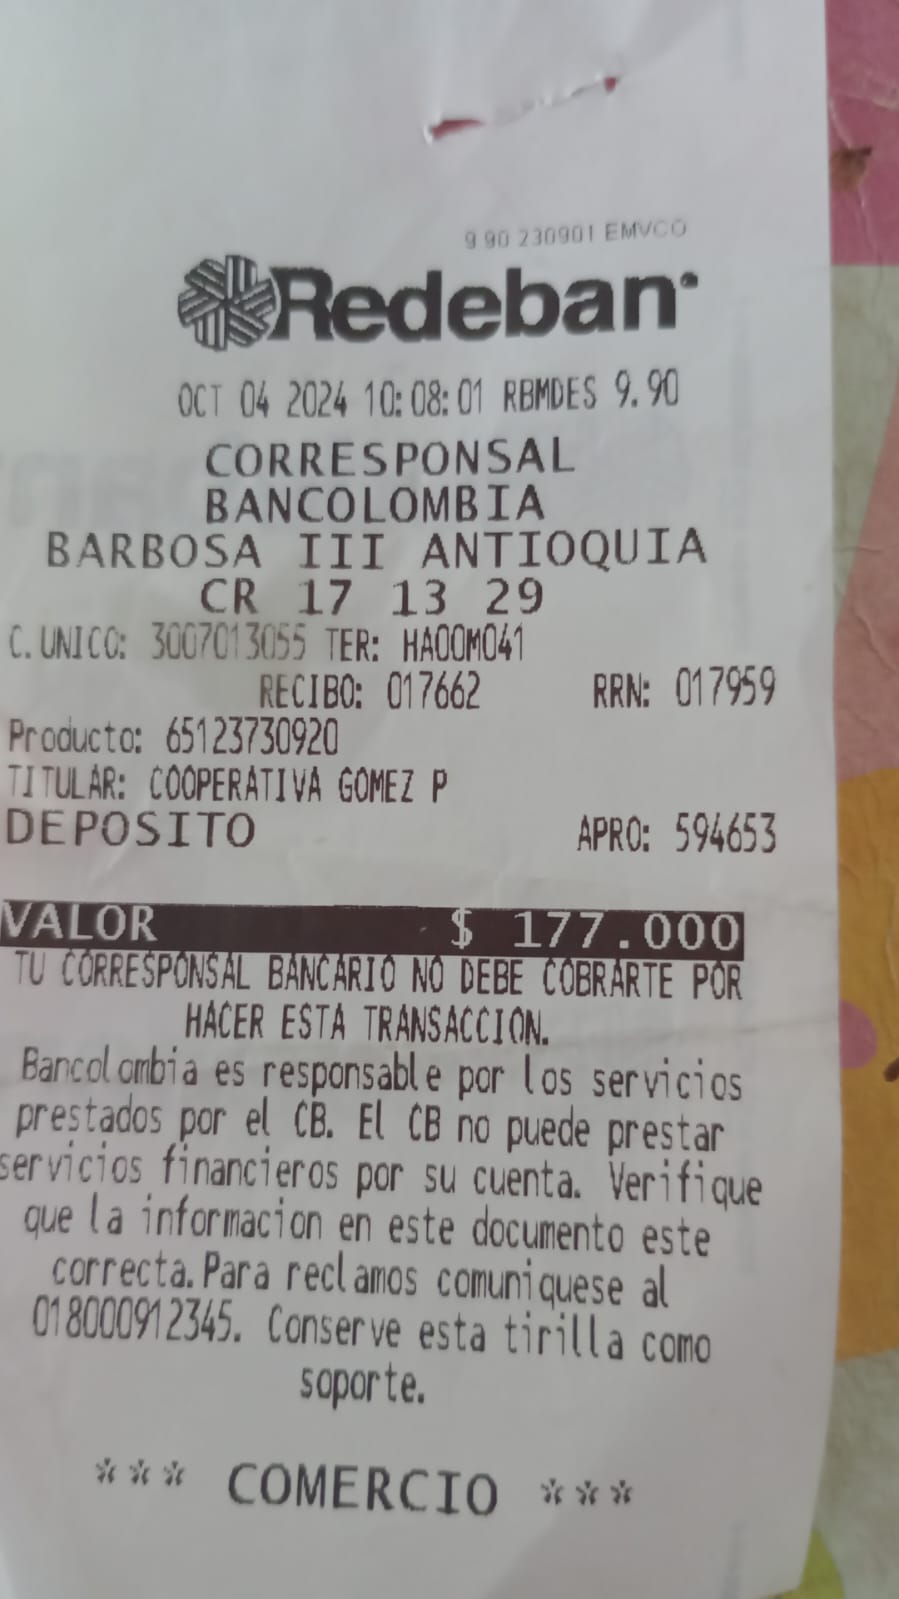 9 90 230901 EMVCO
Redeban
OCT 04 2024 10:08:01 RBMDES 9.90
CORRESPONSAL
BANCOLOMBIA
BARBOSA III ANTIOQUIA
CR 17 13 29
C. UNICO: 3007013055 TER: HA00M041
RECIBO: 017662 RRN: 017959
Producto: 65123730920
TITULAR: COOPERATIVA GOMEZ P
DEPOSITO APRO: 594653
VALOR $ 177.000
TU CORRESPONSAL BANCARIO NO DEBE COBRARTE POR
HACER ESTA TRANSACCION.
Bancolombia es responsable por los servicios
prestados por el CB. El CB no puede prestar
servicios financieros por su cuenta. Verifique
que la informacion en este documento este
correcta. Para reclamos comuniquese al
018000912345. Conserve esta tirilla como
soporte.
*** COMERCIO ***